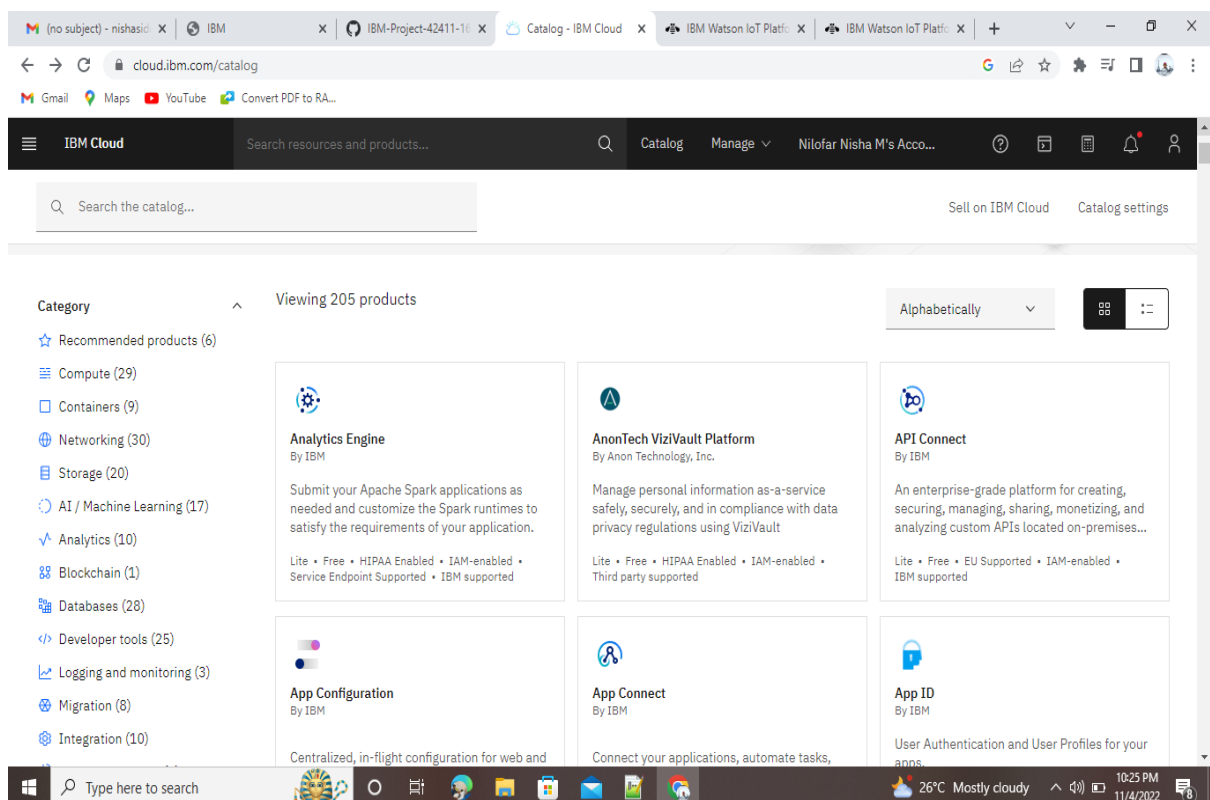 (no subject) - nishasid
IBM
IBM-Project-42411-16
Catalog - IBM Cloud
IBM Watson IoT Platfo
IBM Watson IoT Platfo
cloud.ibm.com/catalog
Gmail
Maps
YouTube
Convert PDF to RA...
IBM Cloud
Search resources and products...
Catalog
Manage
Nilofar Nisha M's Acco...
Search the catalog...
Sell on IBM Cloud
Catalog settings
Category
Recommended products (6)
Compute (29)
Containers (9)
Networking (30)
Storage (20)
AI / Machine Learning (17)
Analytics (10)
Blockchain (1)
Databases (28)
Developer tools (25)
Logging and monitoring (3)
Migration (8)
Integration (10)
Viewing 205 products
Alphabetically
Analytics Engine
By IBM
Submit your Apache Spark applications as
needed and customize the Spark runtimes to
satisfy the requirements of your application.
Lite • Free • HIPAA Enabled • IAM-enabled •
Service Endpoint Supported • IBM supported
AnonTech ViziVault Platform
By Anon Technology, Inc.
Manage personal information as-a-service
safely, securely, and in compliance with data
privacy regulations using ViziVault
Lite • Free • HIPAA Enabled • IAM-enabled •
Third party supported
API Connect
By IBM
An enterprise-grade platform for creating,
securing, managing, sharing, monetizing, and
analyzing custom APIs located on-premises...
Lite • Free • EU Supported • IAM-enabled •
IBM supported
App Configuration
By IBM
Centralized, in-flight configuration for web and
App Connect
By IBM
Connect your applications, automate tasks,
App ID
By IBM
User Authentication and User Profiles for your
apps.
Type here to search
26°C Mostly cloudy
10:25 PM
11/4/2022
8